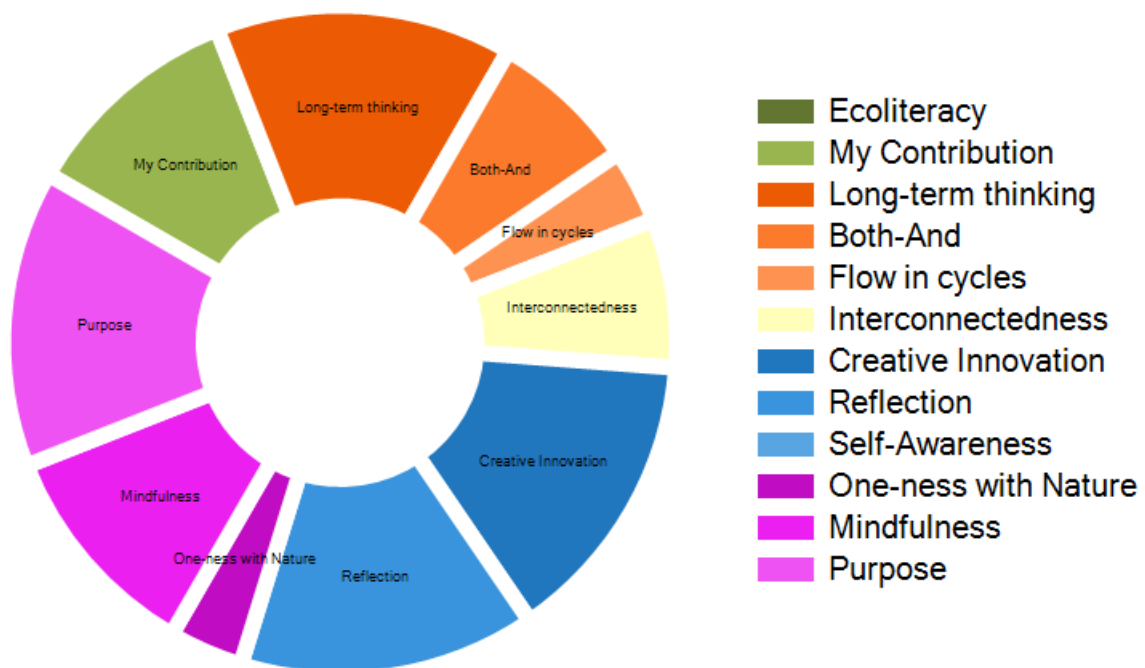 Long-term thinking
My Contribution
Both-And
Flow in cycles
Interconnectedness
Purpose
Creative Innovation
Mindfulness
One-ness with Nature
Reflection
Ecoliteracy
My Contribution
Long-term thinking
Both-And
Flow in cycles
Interconnectedness
Creative Innovation
Reflection
Self-Awareness
One-ness with Nature
Mindfulness
Purpose